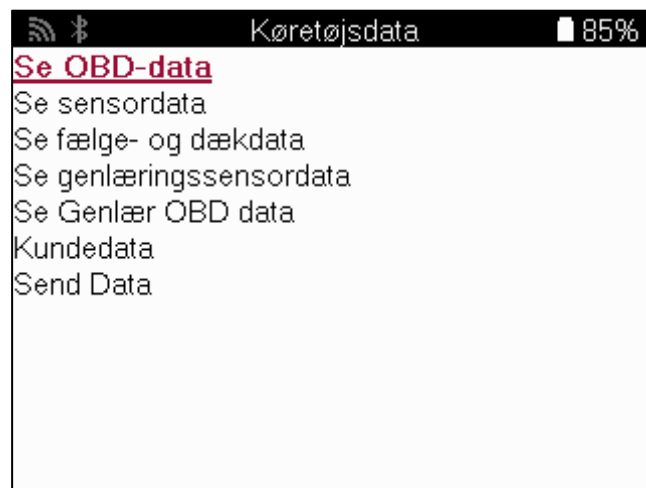 Køretøjsdata 85%
Se OBD-data
Se sensordata
Se fælge- og dækdata
Se genlæringssensordata
Se Genlær OBD data
Kundedata
Send Data